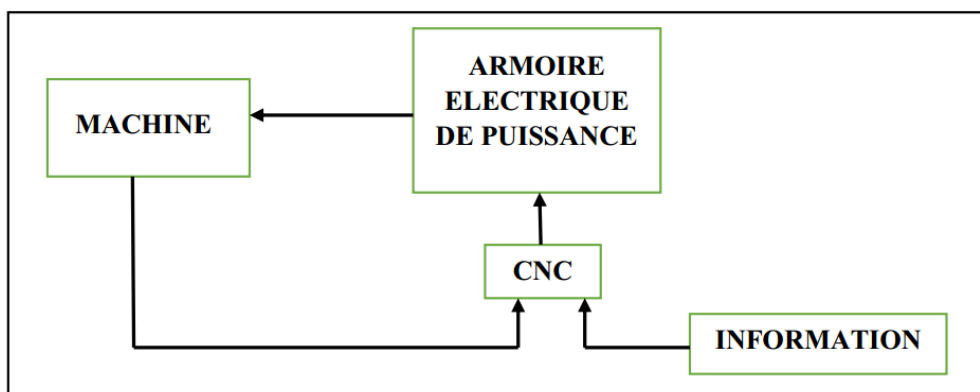 ARMOIRE
ELECTRIQUE
DE PUISSANCE
MACHINE
CNC
INFORMATION